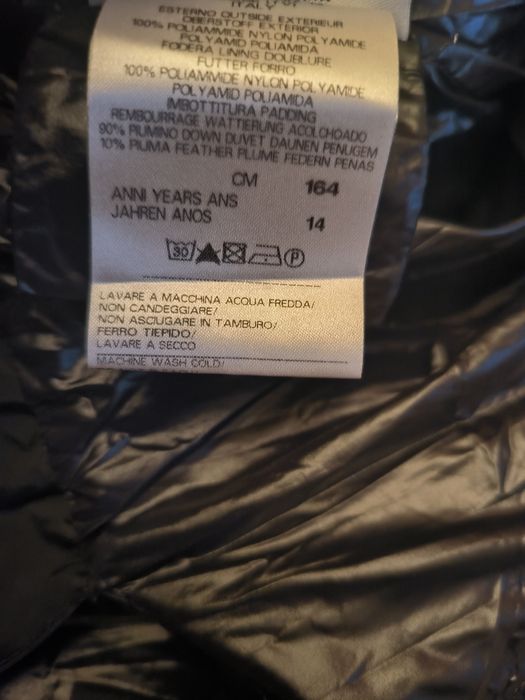 ITALY
ESTERNO OUTSIDE EXTERIEUR
OBERSTOFF EXTERIOR
100% POLIAMMIDE NYLON POLYAMIDE
POLYAMID POLIAMIDA
FODERA LINING DOUBLURE
FUTTER FORRO
100% POLIAMMIDE NYLON POLYAMIDE
POLYAMID POLIAMIDA
IMBOTTITURA PADDING
REMBOURRAGE WATTIERUNG ACOLCHOADO
90% PIUMINO DOWN DUVET DAUNEN PENUGEM
10% PIUMA FEATHER PLUME FEDERN PENAS
CM 164
ANNI YEARS ANS
JAHREN ANOS 14
30 P
LAVARE A MACCHINA ACQUA FREDDA/
NON CANDEGGIARE/
NON ASCIUGARE IN TAMBURO/
FERRO TIEPIDO/
LAVARE A SECCO
MACHINE WASH COLD/